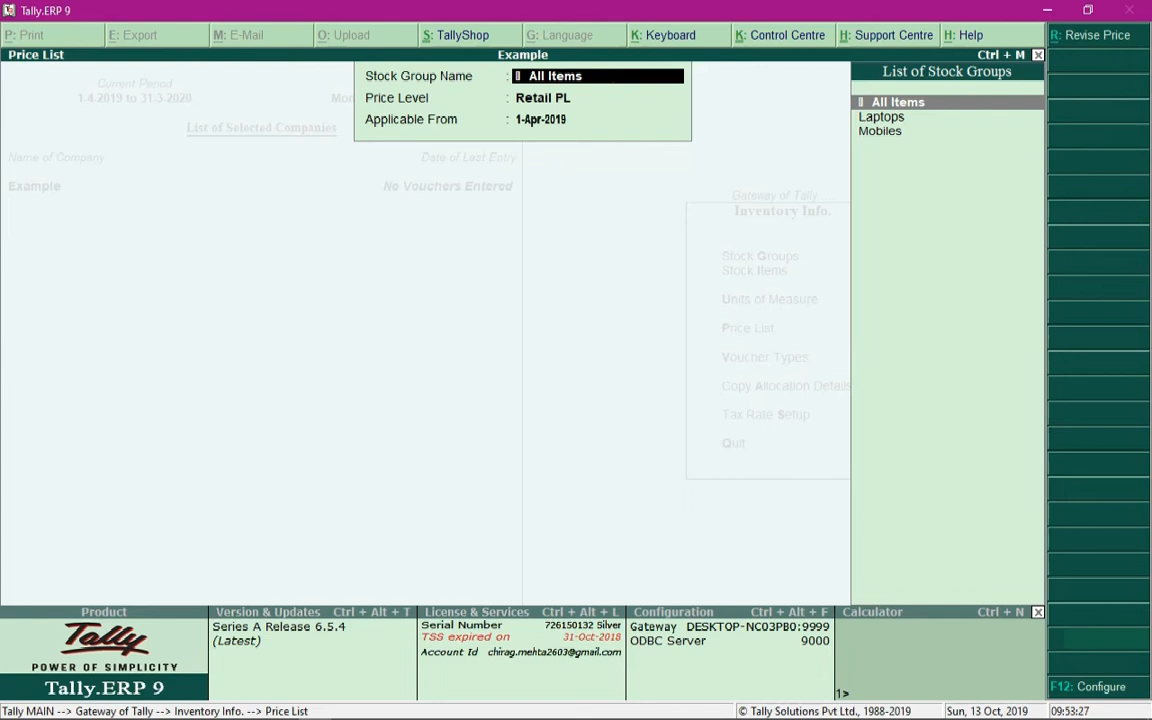 Tally.ERP 9
P: Print E: Export M: E-Mail O: Upload S: TallyShop G: Language K: Keyboard K: Control Centre H: Support Centre H: Help
R: Revise Price
Price List Example Ctrl + M
Stock Group Name : All Items
Price Level : Retail PL
Applicable From : 1-Apr-2019
List of Stock Groups
All Items
Laptops
Mobiles
Current Period
1.4.2019 to 31.3.2020
List of Selected Companies
Name of Company Date of Last Entry
Example No Vouchers Entered
Gateway of Tally
Inventory Info.
Stock Groups
Stock Items
Units of Measure
Price List
Voucher Types
Copy Allocation Details
Tax Rate Setup
Quit
Product
Tally
POWER OF SIMPLICITY
Tally.ERP 9
Version & Updates Ctrl + Alt + T
Series A Release 6.5.4
(Latest)
License & Services Ctrl + Alt + L
Serial Number 726150132 Silver
TSS expired on 31-Oct-2018
Account Id chirag.mehta2603@gmail.com
Configuration Ctrl + Alt + F
Gateway DESKTOP-NC03PB0:9999
ODBC Server 9000
Calculator Ctrl + N
1>
F12: Configure
Tally MAIN --> Gateway of Tally --> Inventory Info. --> Price List
© Tally Solutions Pvt Ltd., 1988-2019 Sun, 13 Oct, 2019 09:53:27